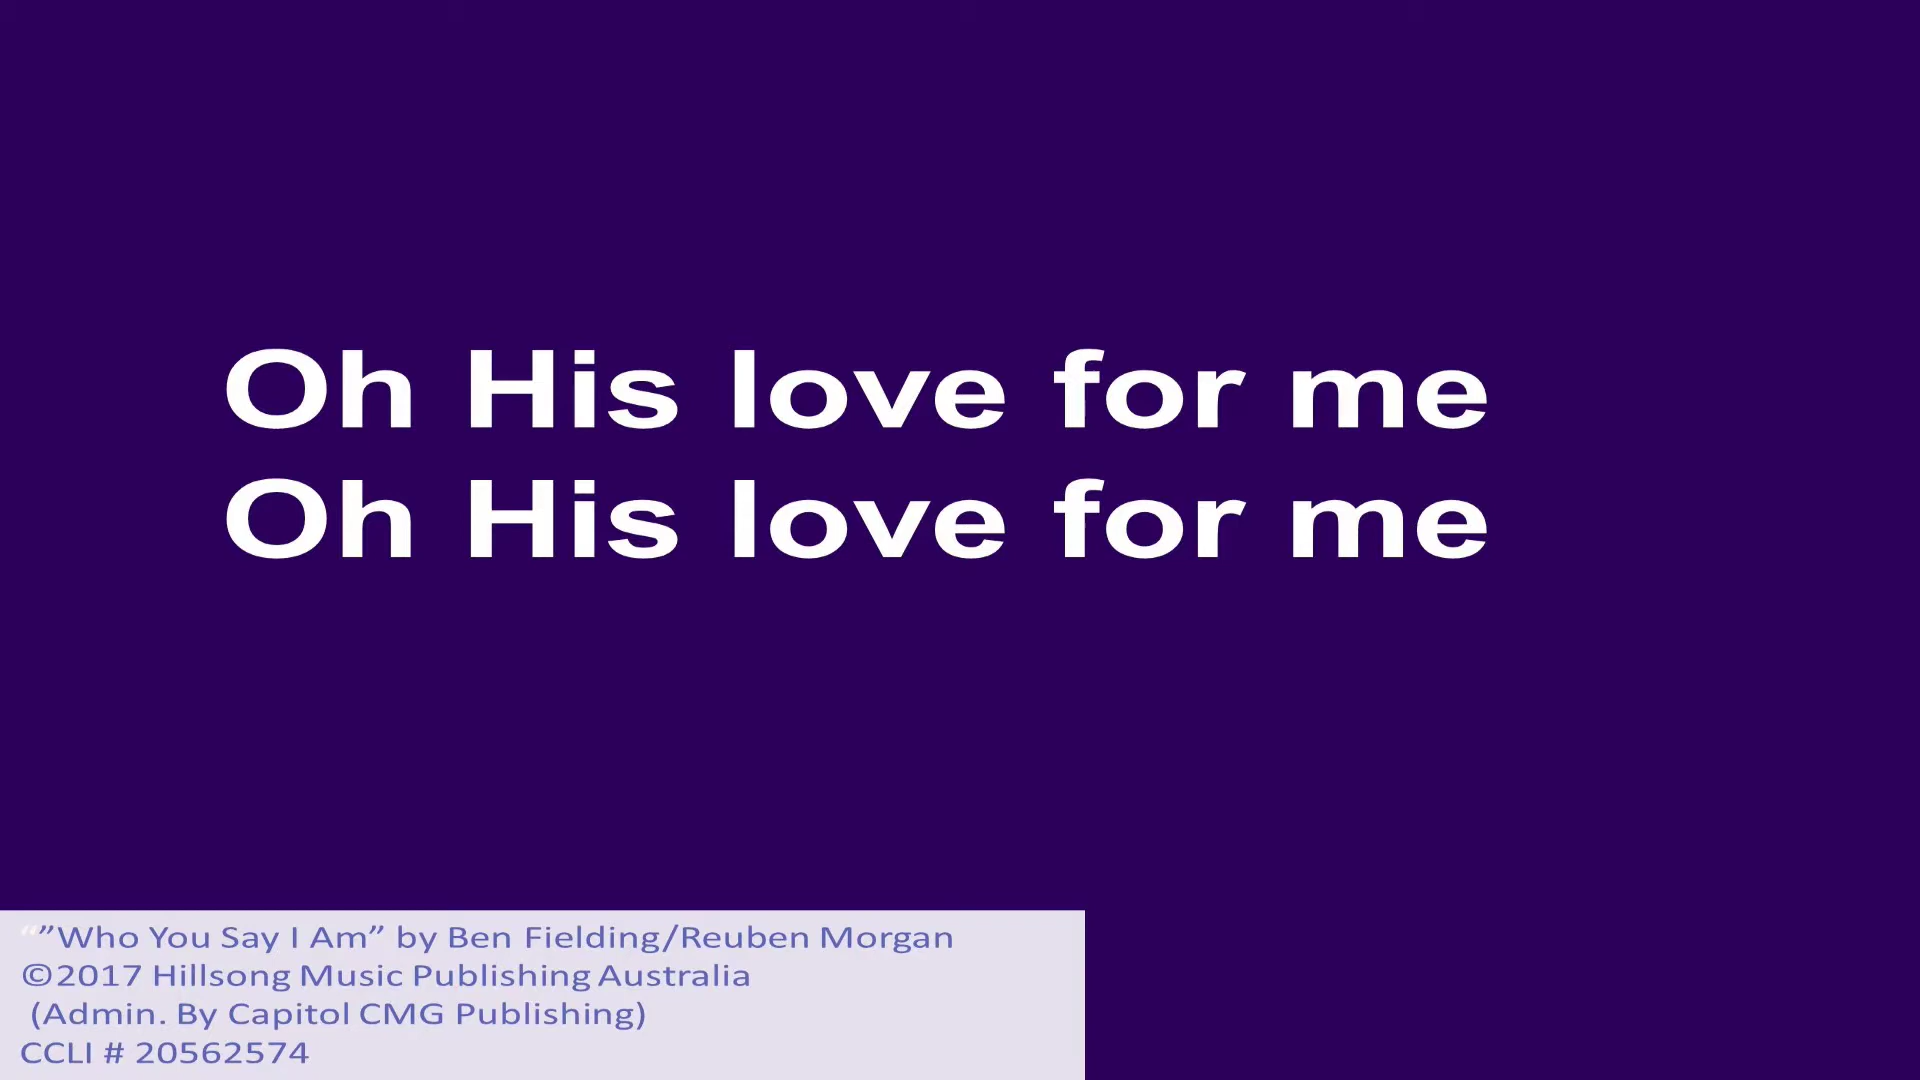 Oh His love for me
Oh His love for me
“”Who You Say I Am” by Ben Fielding/Reuben Morgan
©2017 Hillsong Music Publishing Australia
(Admin. By Capitol CMG Publishing)
CCLI # 20562574